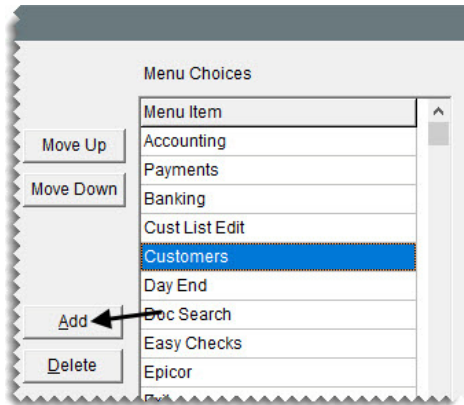 Menu Choices
Menu Item
Move Up
Accounting
Payments
Move Down
Banking
Cust List Edit
Customers
Day End
Add
Doc Search
Easy Checks
Delete
Epicor